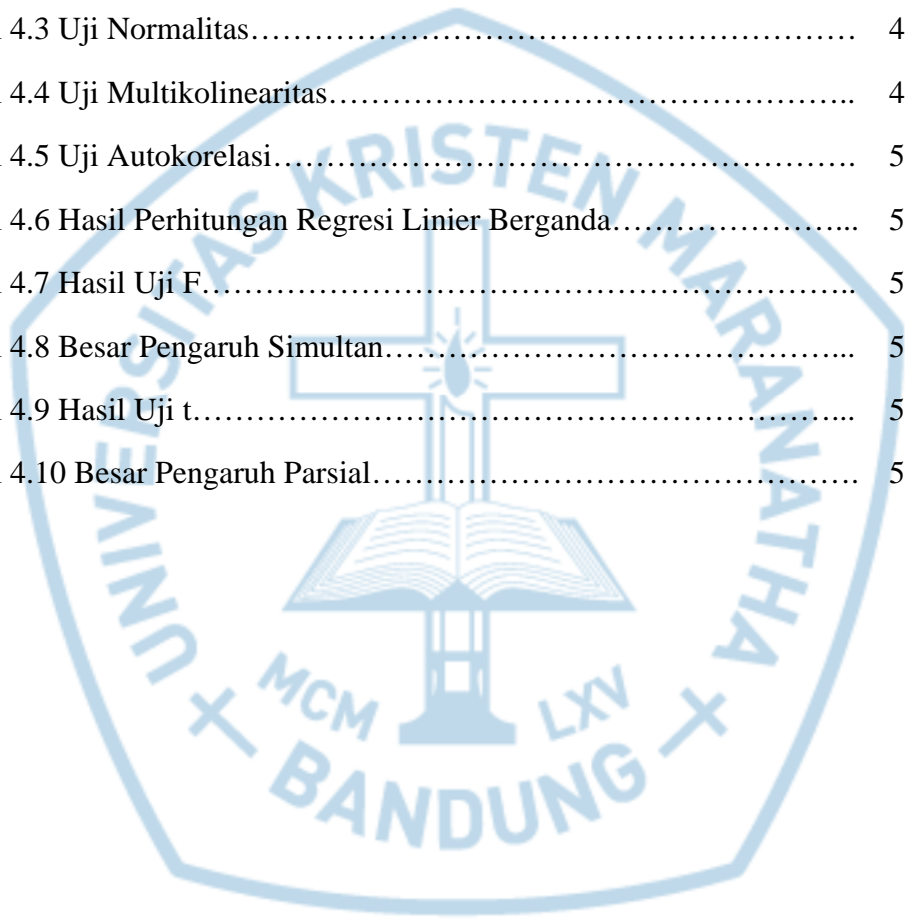 4.3 Uji Normalitas………………………………………………………… 4
4.4 Uji Multikolinearitas………………………………………………….. 4
4.5 Uji Autokorelasi………………………………………………………. 5
4.6 Hasil Perhitungan Regresi Linier Berganda……………………... 5
4.7 Hasil Uji F…………………………………………………………….. 5
4.8 Besar Pengaruh Simultan……………………………………………... 5
4.9 Hasil Uji t……………………………………………………………... 5
4.10 Besar Pengaruh Parsial………………………………………………. 5
UNIVERSITAS KRISTEN MARANATHA
MCM LXV
BANDUNG